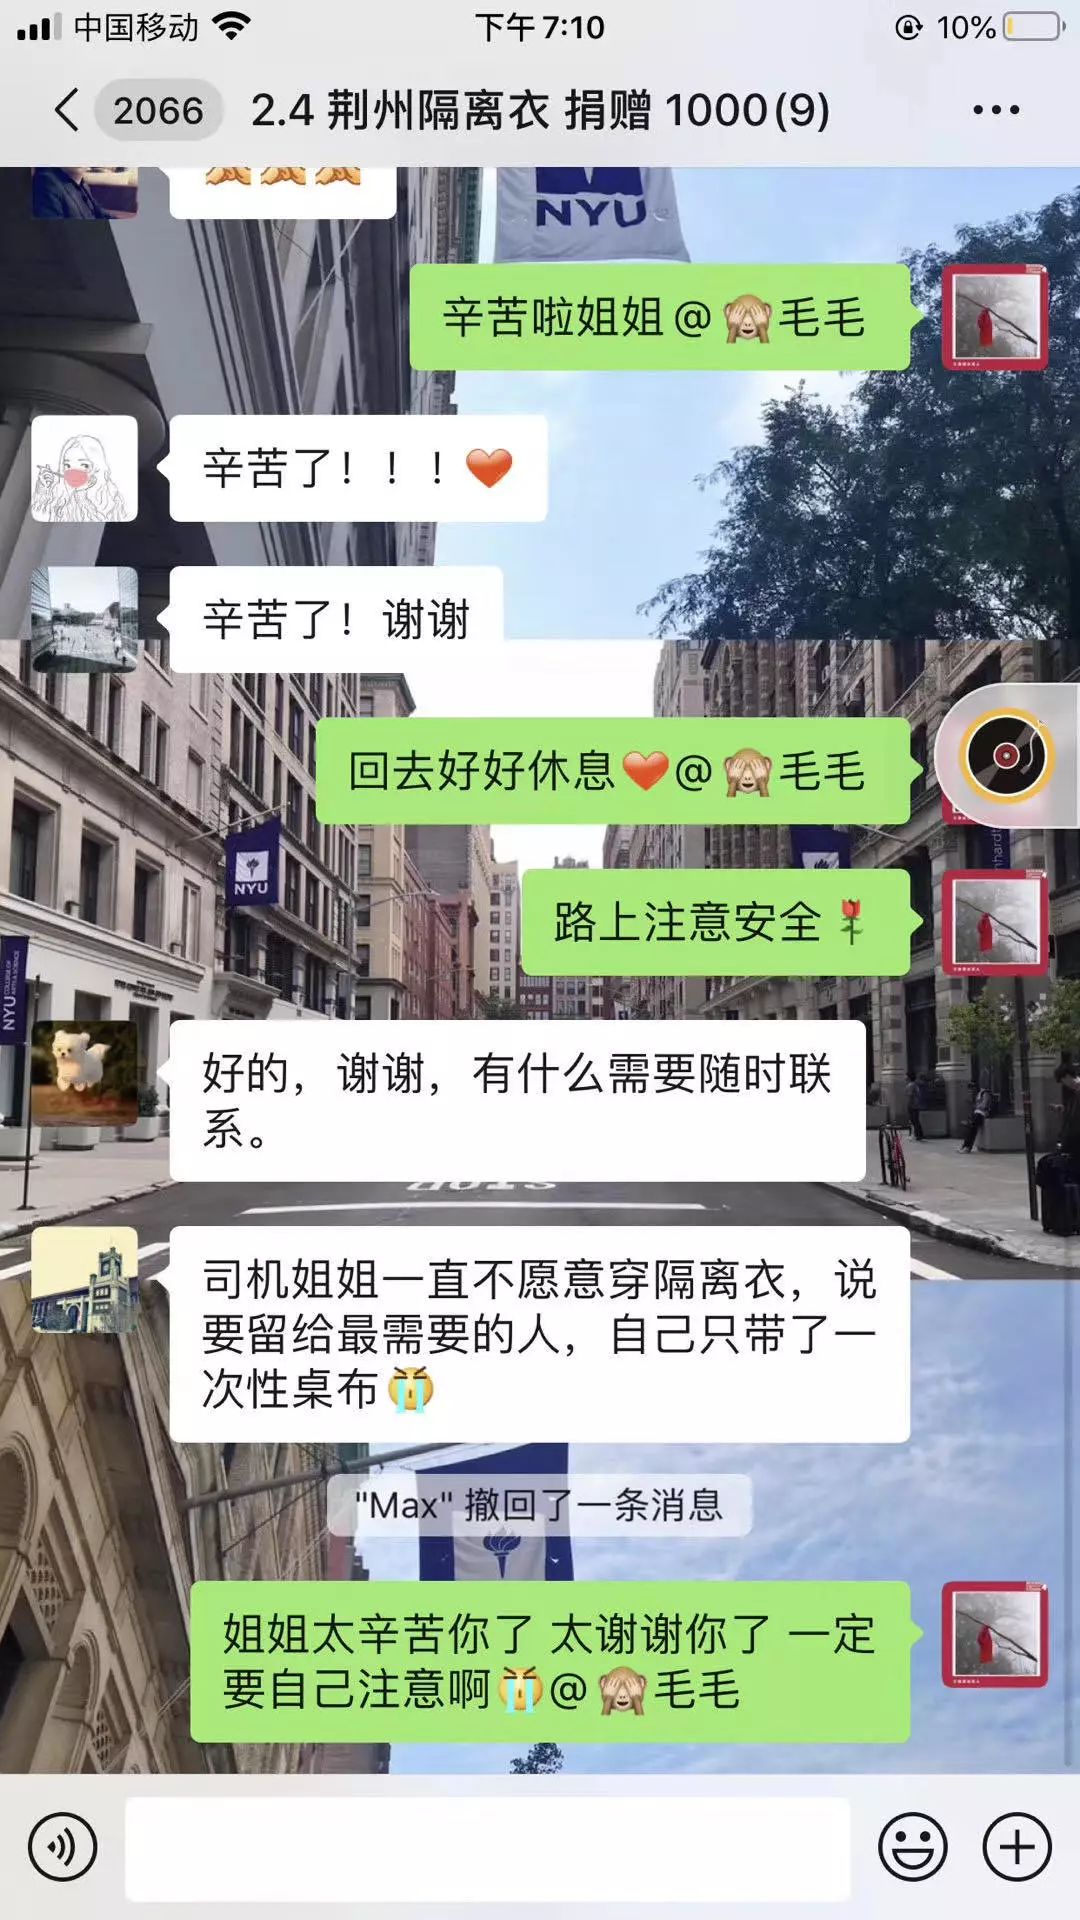 中国移动
下午7:10
10%
2066
2.4 荆州隔离衣 捐赠 1000(9)
NYU
辛苦啦姐姐@🙈毛毛
辛苦了！！！❤️
辛苦了！谢谢
回去好好休息❤️@🙈毛毛
NYU
路上注意安全🌹
NYU
好的，谢谢，有什么需要随时联
系。
司机姐姐一直不愿意穿隔离衣，说
要留给最需要的人，自己只带了一
次性桌布😭
"Max" 撤回了一条消息
姐姐太辛苦你了 太谢谢你了 一定
要自己注意啊😭@🙈毛毛